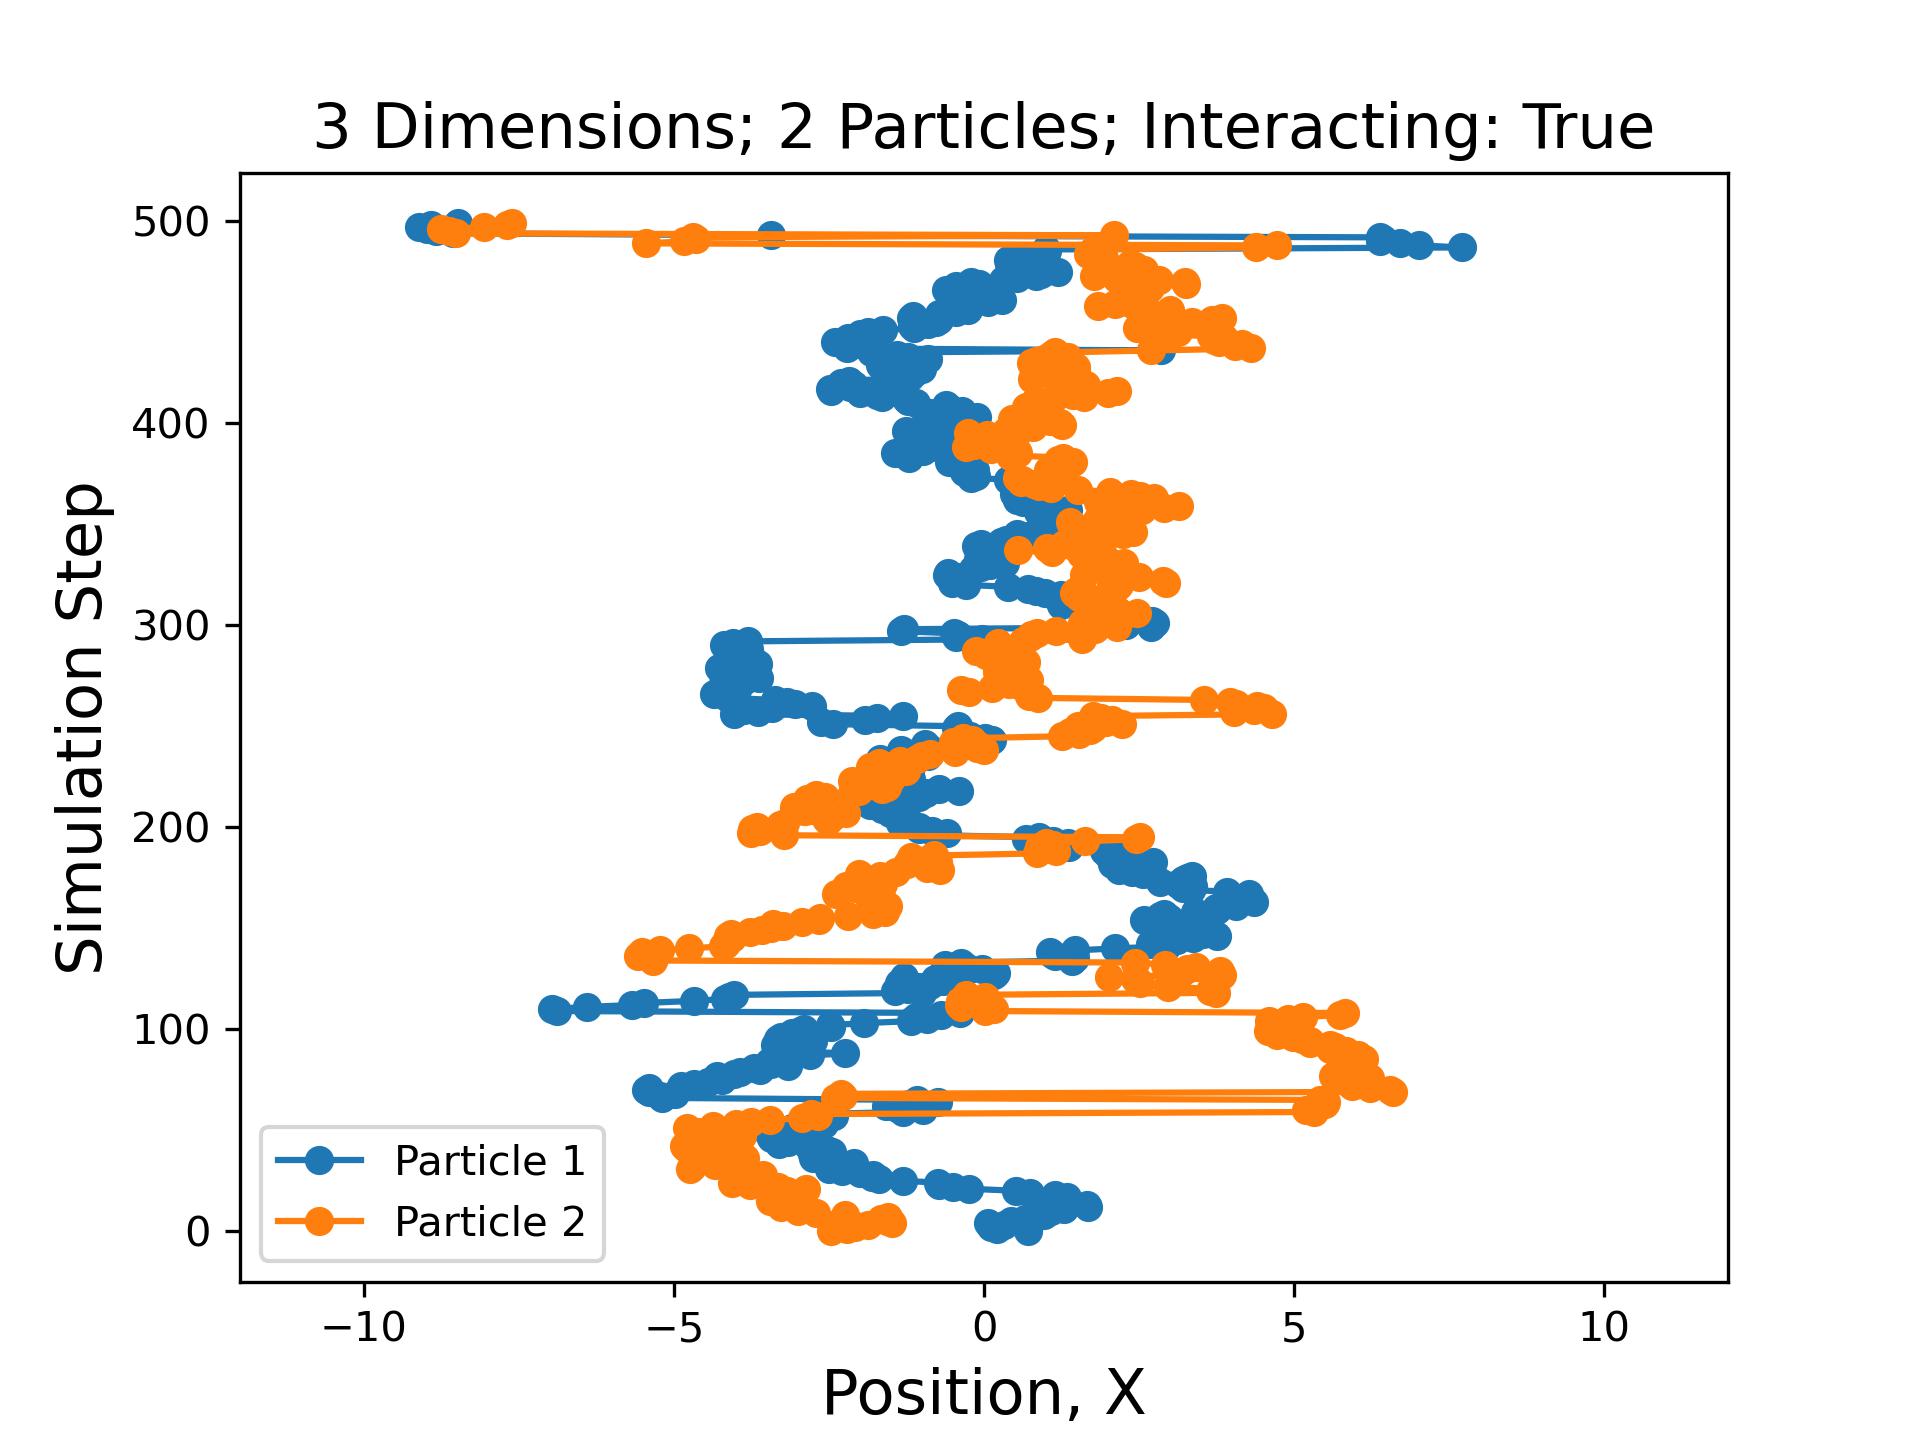 3 Dimensions; 2 Particles; Interacting: True
500
400
300
200
100
0
Simulation Step
Particle 1
Particle 2
−10
−5
0
5
10
Position, X